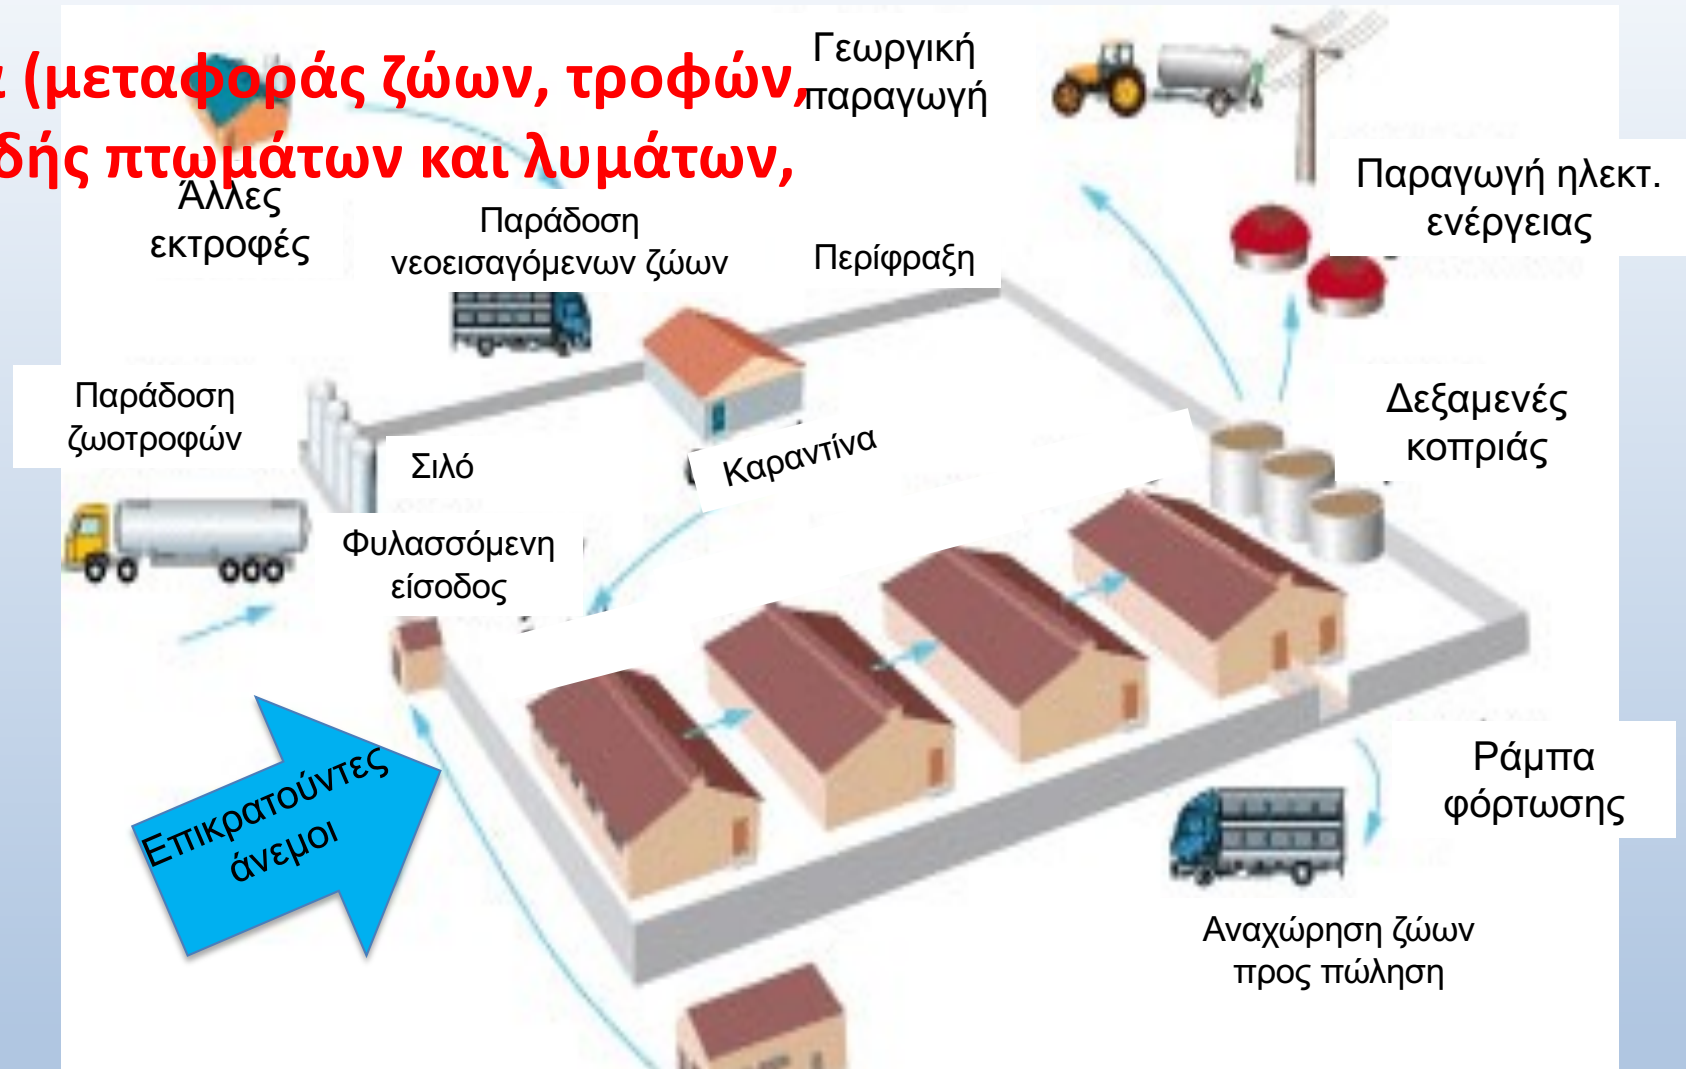 (μεταφοράς ζώων, τροφών,
πτωμάτων και λυμάτων,
Γεωργική
παραγωγή
Παραγωγή ηλεκτ.
ενέργειας
Άλλες
εκτροφές
Παράδοση
νεοεισαγόμενων ζώων
Περίφραξη
Παράδοση
ζωοτροφών
Σιλό
Καραντίνα
Δεξαμενές
κοπριάς
Φυλασσόμενη
είσοδος
Επικρατούντες
άνεμοι
Ράμπα
φόρτωσης
Αναχώρηση ζώων
προς πώληση